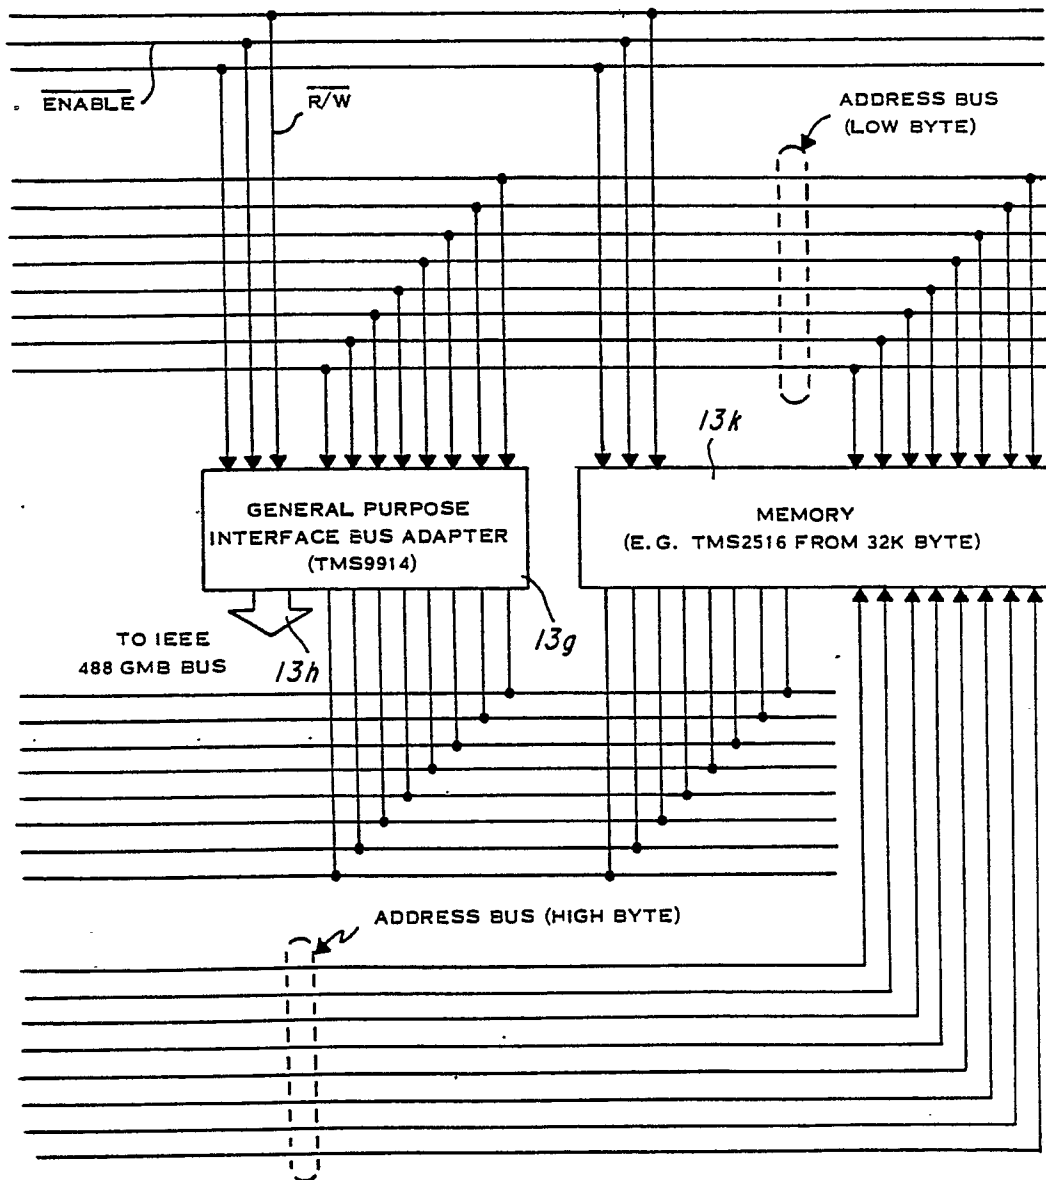 ENABLE
R/W
ADDRESS BUS
(LOW BYTE)
13k
GENERAL PURPOSE
INTERFACE BUS ADAPTER
(TMS9914)
MEMORY
(E.G. TMS2516 FROM 32K BYTE)
13g
TO IEEE
488 GMB BUS
13h
ADDRESS BUS (HIGH BYTE)